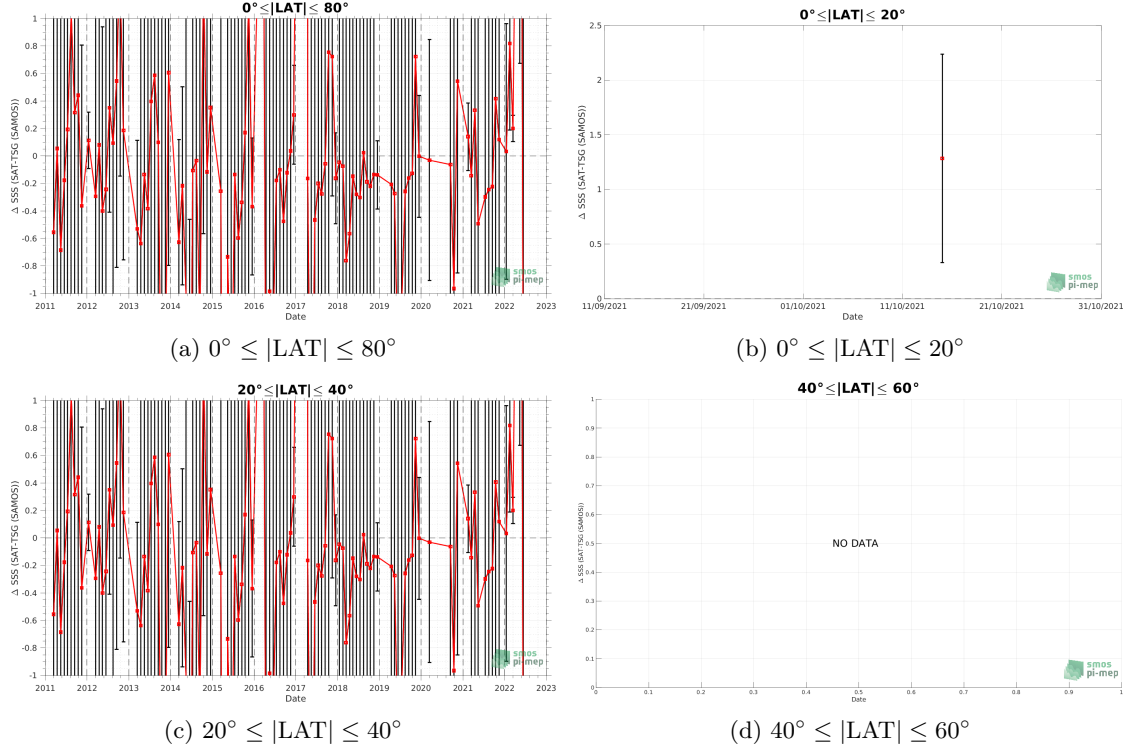 0°≤|LAT|≤ 80°
Δ SSS (SAT-TSG (SAMOS))
1
0.8
0.6
0.4
0.2
0
-0.2
-0.4
-0.6
-0.8
-1
2011 2012 2013 2014 2015 2016 2017 2018 2019 2020 2021 2022 2023
Date
smos
pi-mep
(a) 0° ≤ |LAT| ≤ 80°
0°≤|LAT|≤ 20°
Δ SSS (SAT-TSG (SAMOS))
2.5
2
1.5
1
0.5
0
11/09/2021 21/09/2021 01/10/2021 11/10/2021 21/10/2021 31/10/2021
Date
smos
pi-mep
(b) 0° ≤ |LAT| ≤ 20°
20°≤|LAT|≤ 40°
Δ SSS (SAT-TSG (SAMOS))
1
0.8
0.6
0.4
0.2
0
-0.2
-0.4
-0.6
-0.8
-1
2011 2012 2013 2014 2015 2016 2017 2018 2019 2020 2021 2022 2023
Date
smos
pi-mep
(c) 20° ≤ |LAT| ≤ 40°
40°≤|LAT|≤ 60°
Δ SSS (SAT-TSG (SAMOS))
1
0.9
0.8
0.7
0.6
0.5
0.4
0.3
0.2
0.1
0
NO DATA
0 0.1 0.2 0.3 0.4 0.5 0.6 0.7 0.8 0.9 1
Date
smos
pi-mep
(d) 40° ≤ |LAT| ≤ 60°